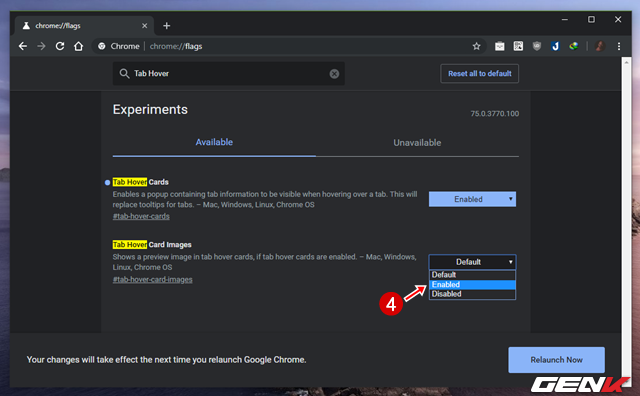 chrome://flags
Chrome | chrome://flags
Tab Hover
Reset all to default
Experiments
75.0.3770.100
Available
Unavailable
Tab Hover Cards
Enables a popup containing tab information to be visible when hovering over a tab. This will
replace tooltips for tabs. – Mac, Windows, Linux, Chrome OS
#tab-hover-cards
Enabled
Tab Hover Card Images
Shows a preview image in tab hover cards, if tab hover cards are enabled. – Mac, Windows,
Linux, Chrome OS
#tab-hover-card-images
Default
Default
Enabled
Disabled
4
Your changes will take effect the next time you relaunch Google Chrome.
Relaunch Now
GENK